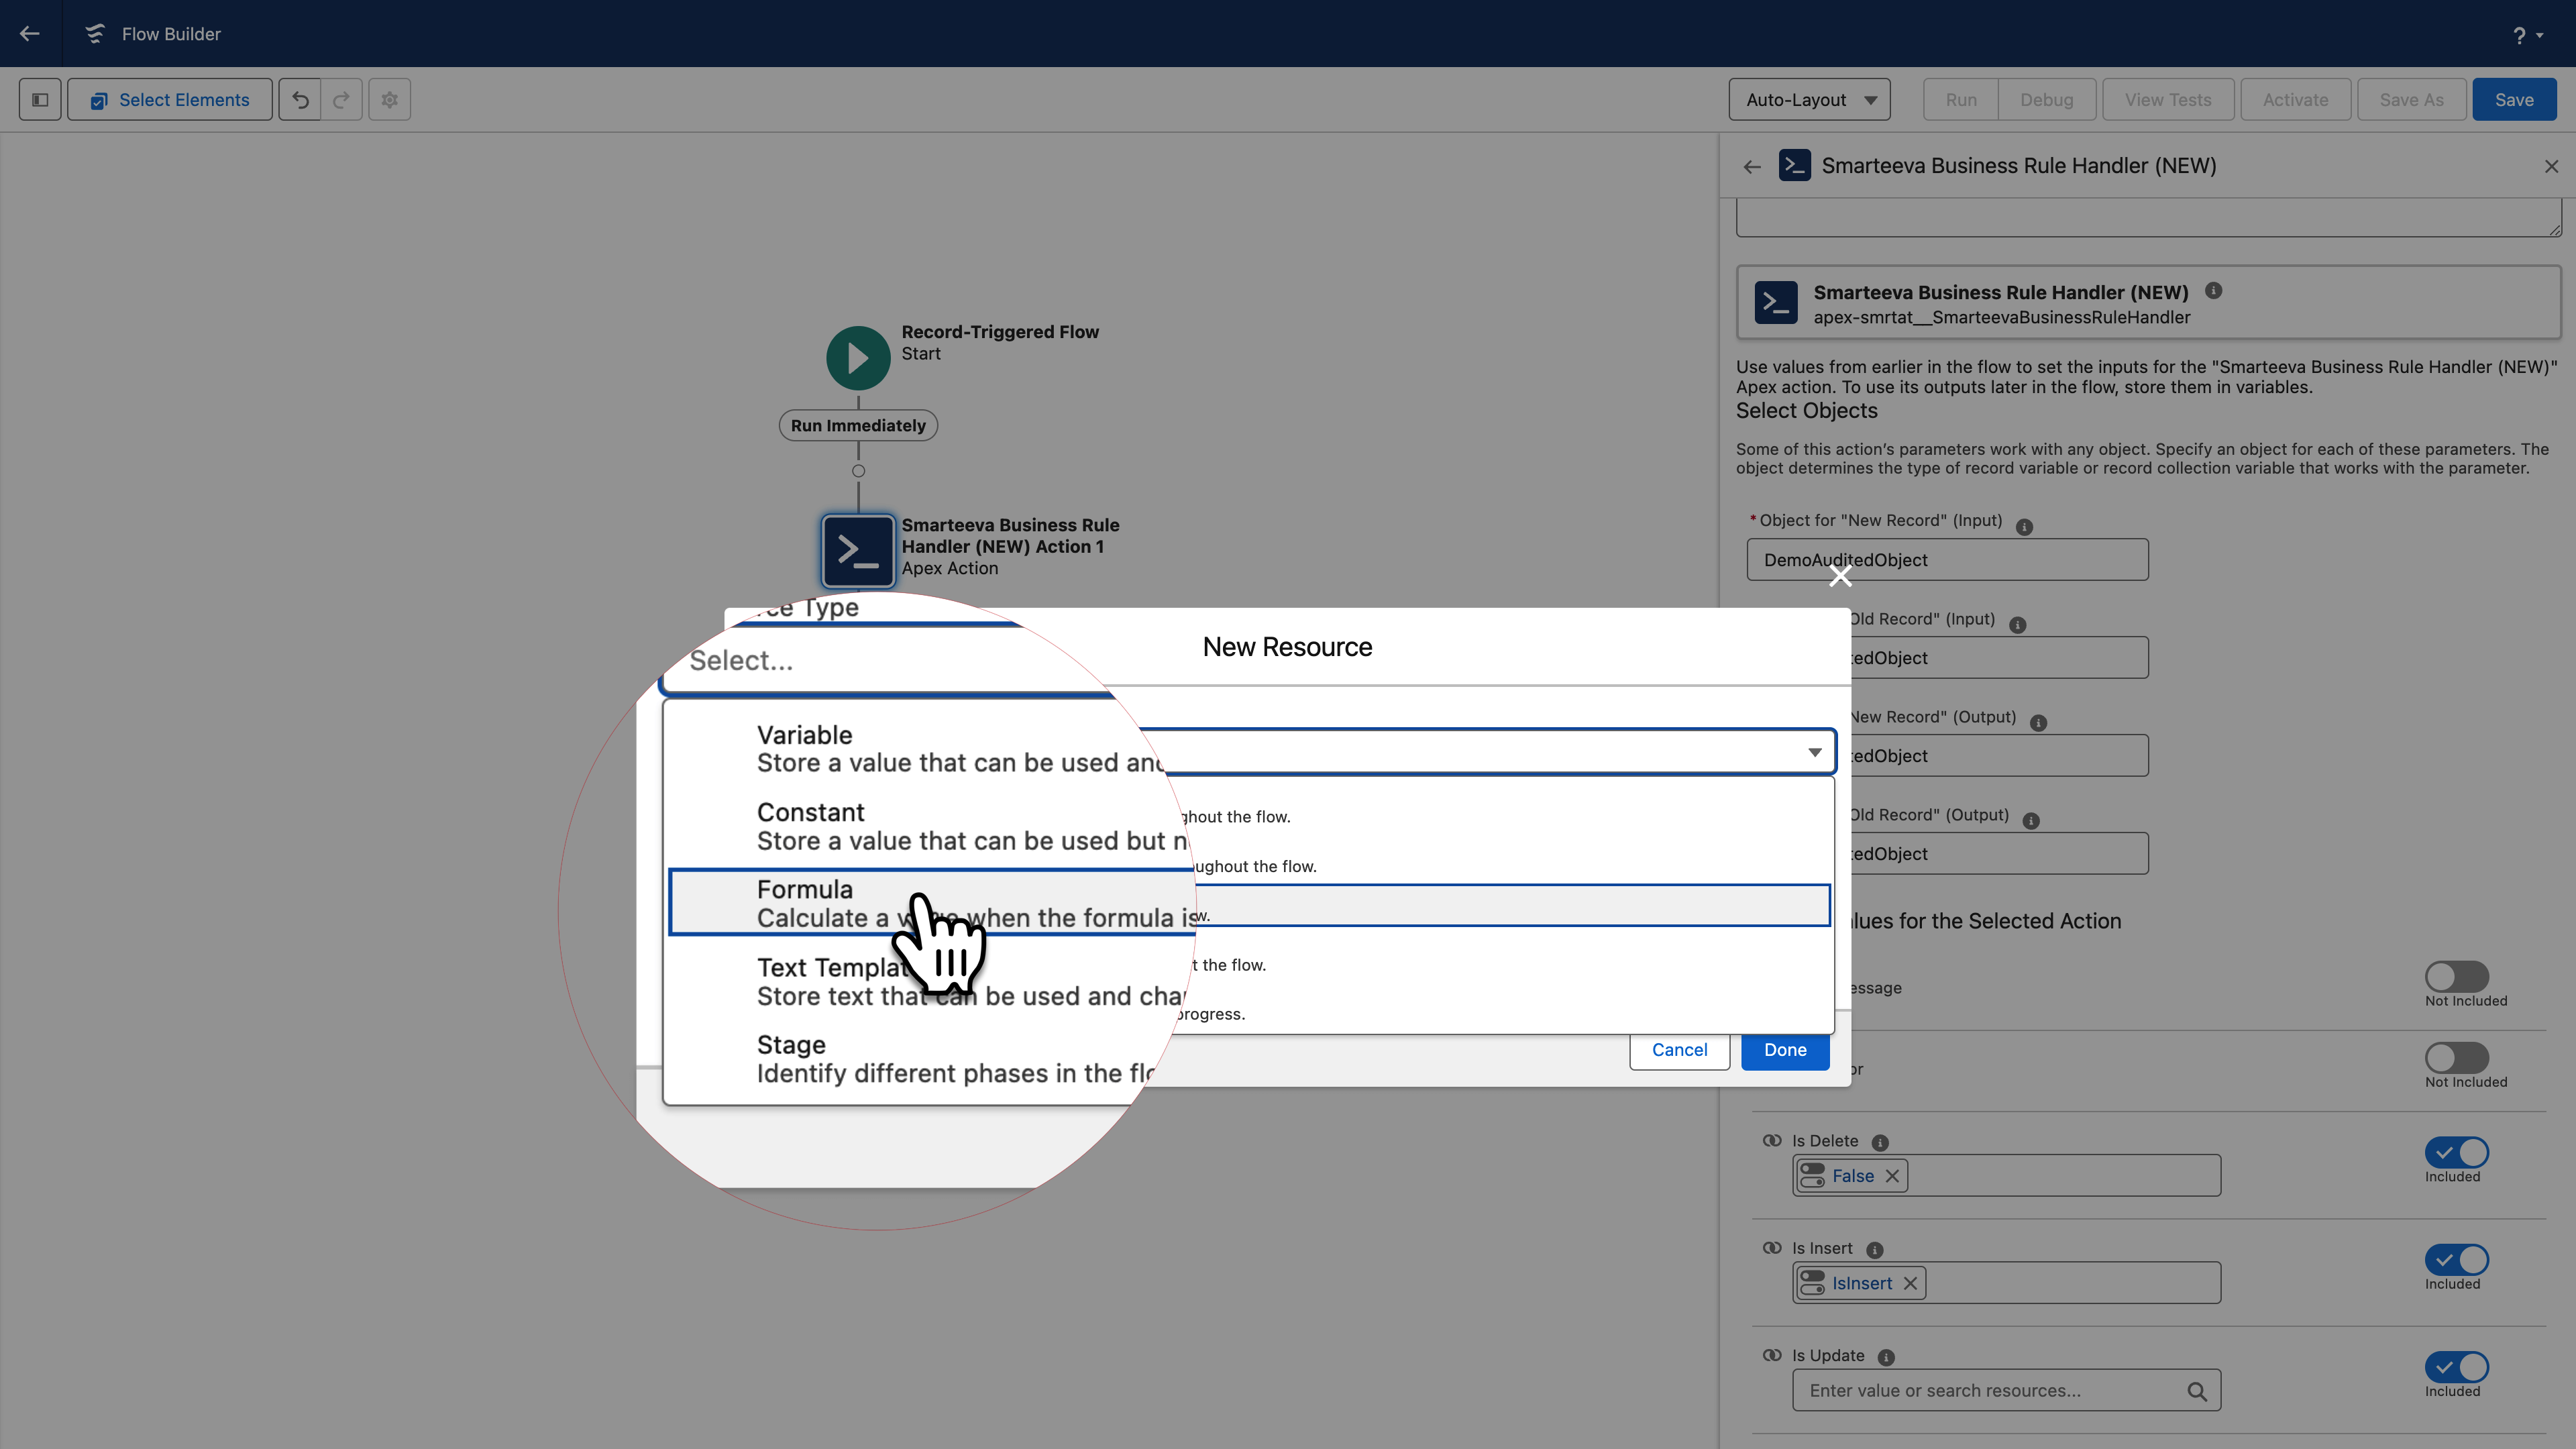 Flow Builder
?
Select Elements
Auto-Layout
Run
Debug
View Tests
Activate
Save As
Save
Smarteeva Business Rule Handler (NEW)
Smarteeva Business Rule Handler (NEW)
apex-smrtat__SmarteevaBusinessRuleHandler
Use values from earlier in the flow to set the inputs for the "Smarteeva Business Rule Handler (NEW)"
Apex action. To use its outputs later in the flow, store them in variables.
Select Objects
Some of this action's parameters work with any object. Specify an object for each of these parameters. The
object determines the type of record variable or record collection variable that works with the parameter.
*Object for "New Record" (Input)
DemoAuditedObject
Old Record" (Input)
tedObject
New Record" (Output)
tedObject
Old Record" (Output)
tedObject
lues for the Selected Action
essage
Not Included
or
Not Included
Is Delete
False
Included
Is Insert
IsInsert
Included
Is Update
Enter value or search resources...
Included
Record-Triggered Flow
Start
Run Immediately
Smarteeva Business Rule
Handler (NEW) Action 1
Apex Action
New Resource
ce Type
Select...
Variable
Store a value that can be used and
ghout the flow.
Constant
Store a value that can be used but n
ughout the flow.
Formula
Calculate a when the formula is
w.
Text Templat
Store text that can be used and cha
t the flow.
Stage
Identify different phases in the flo
progress.
Cancel
Done